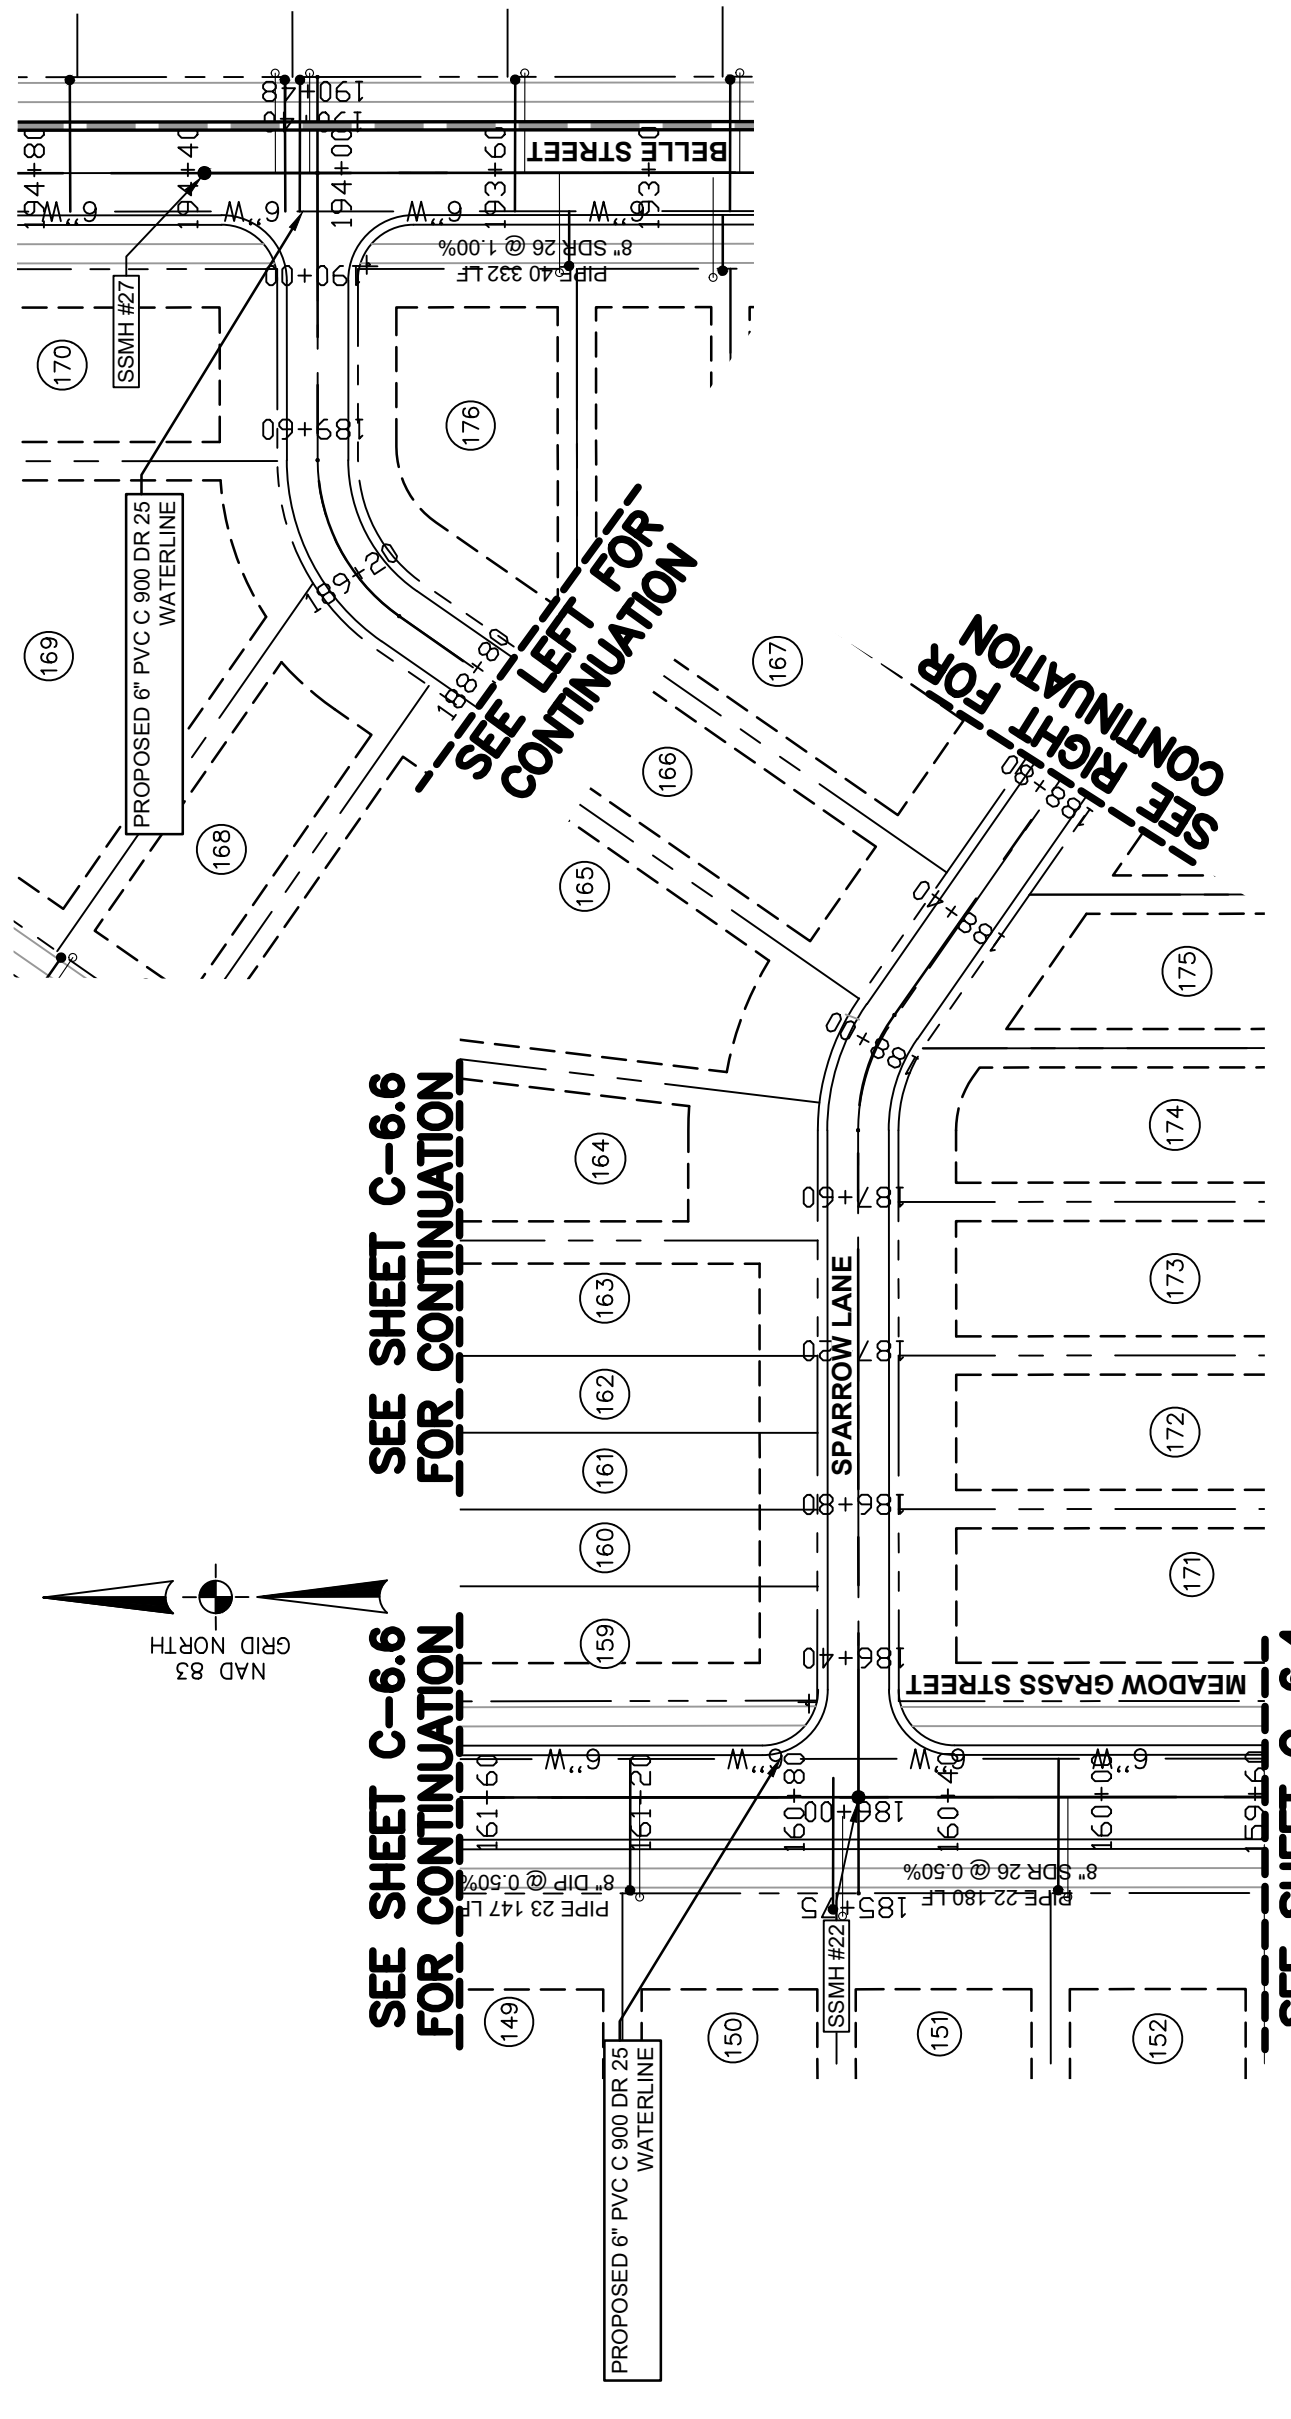 190+48
BELLE STREET
194+80
194+40
194+00
193+60
6"W
6"W
6"W
6"W
PIPE 40 332 LF
8" SDR 26 @ 1.00%
190+00
SSMH #27
170
176
189+60
PROPOSED 6" PVC C 900 DR 25
WATERLINE
169
189+20
188+80
168
SEE LEFT FOR
CONTINUATION
167
166
165
SEE RIGHT FOR
CONTINUATION
188+80
188+40
175
188+00
SEE SHEET C-6.6
FOR CONTINUATION
164
174
187+60
163
173
SPARROW LANE
162
172
161
186+80
160
171
159
186+40
NAD 83
GRID NORTH
SEE SHEET C-6.6
FOR CONTINUATION
MEADOW GRASS STREET
6"W
6"W
6"W
6"W
161+60
161+20
160+80
186+00
160+40
160+00
159+60
PIPE 23 147 LF
8" DIP @ 0.50%
PIPE 22 180 LF
8" SDR 26 @ 0.50%
185+75
SSMH #22
149
150
151
152
PROPOSED 6" PVC C 900 DR 25
WATERLINE